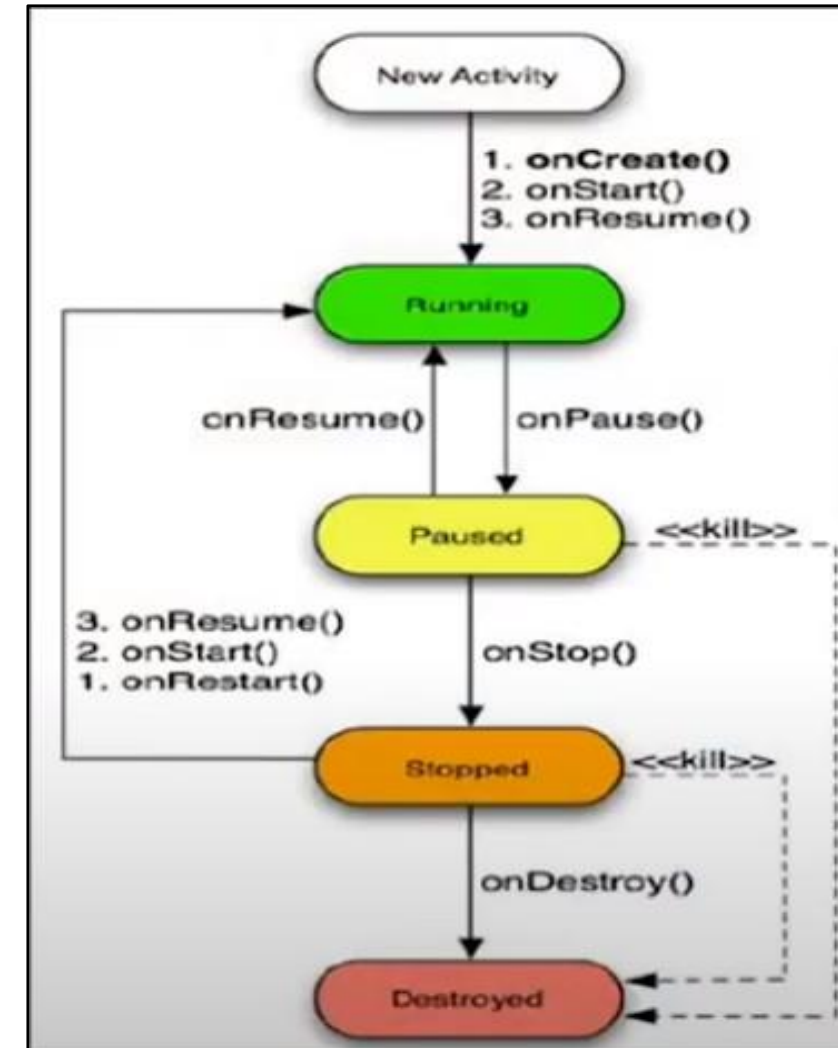 New Activity
1. onCreate()
2. onStart()
3. onResume()
Running
onResume()
onPause()
Paused
<<kill>>
3. onResume()
2. onStart()
1. onRestart()
onStop()
Stopped
<<kill>>
onDestroy()
Destroyed